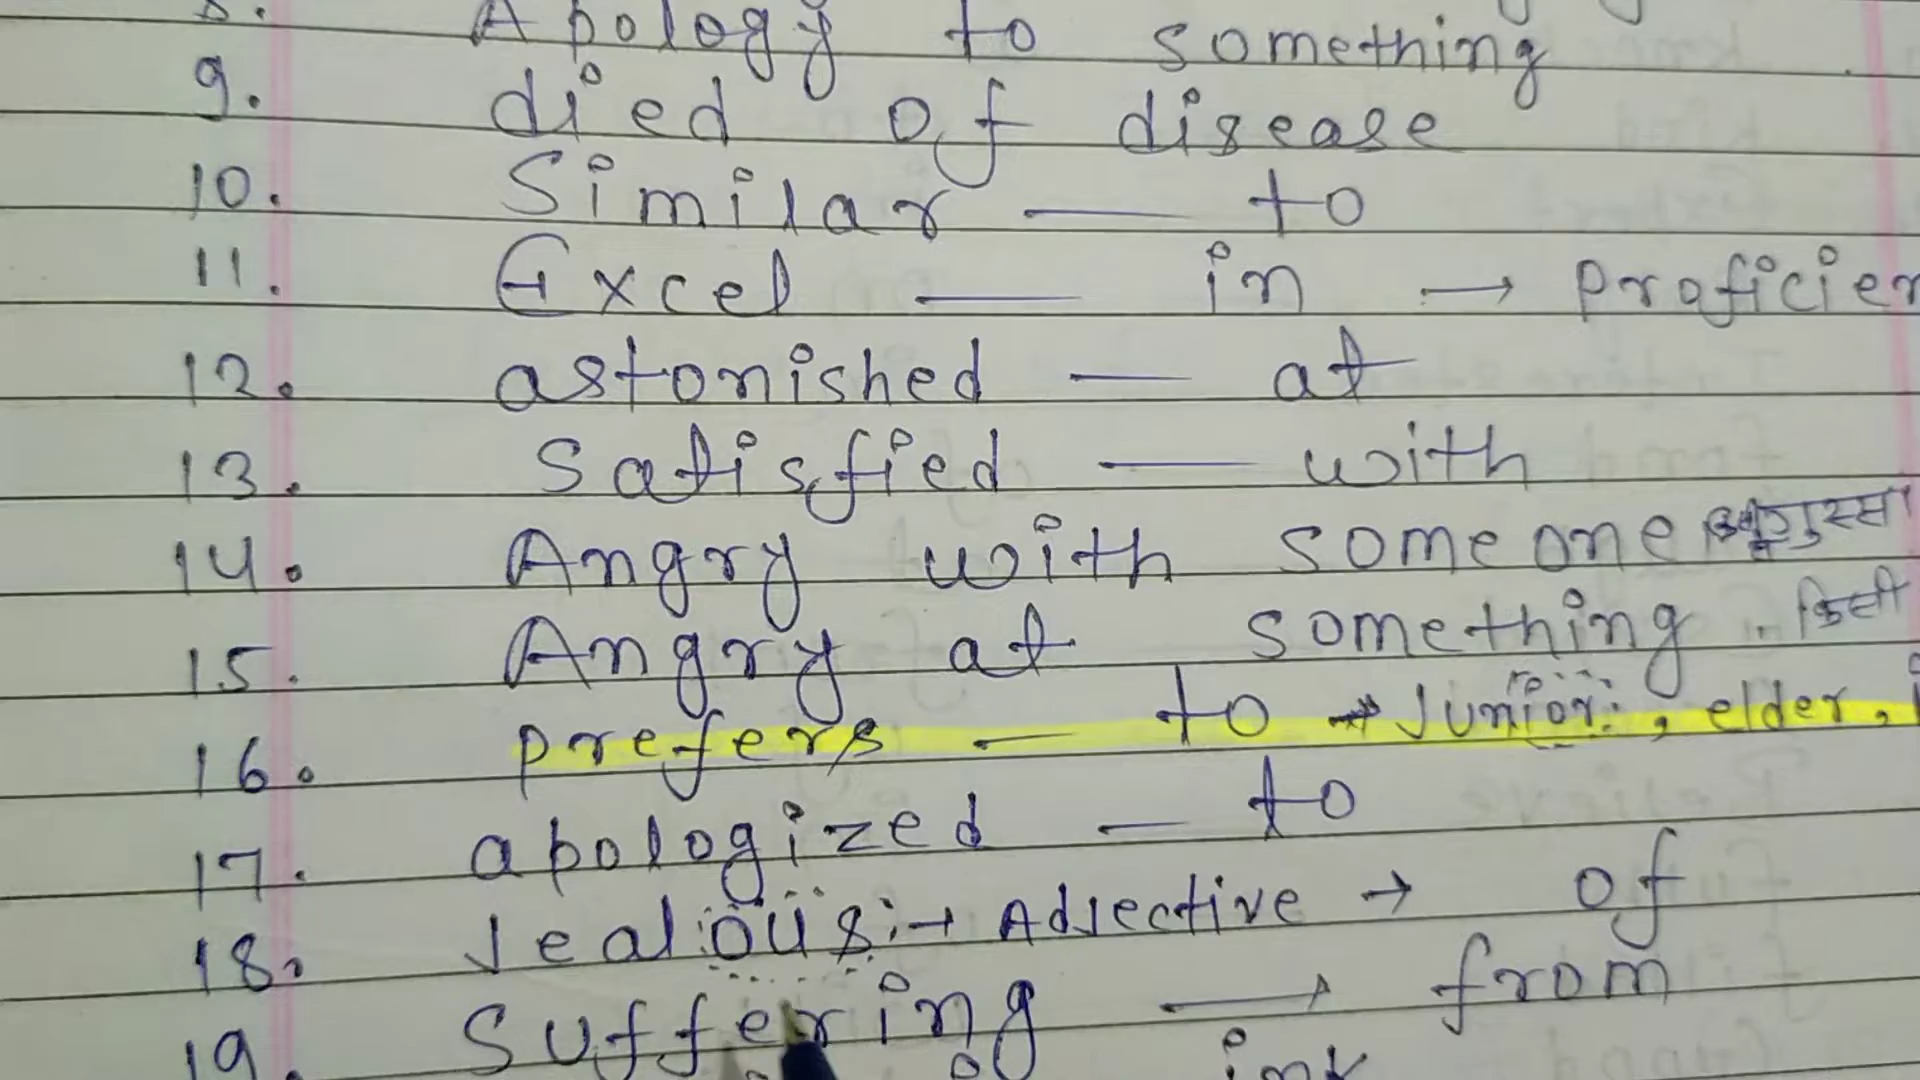 8. Apology to something
9. died of disease
10. Similar — to
11. Excel — in → Proficien
12. astonished — at
13. Satisfied — with
14. Angry with someone गुस्सा
15. Angry at something. किसी
16. prefers — to → Junior, elder,
17. apologized — to
18. Jealous → Adjective → of
19. Suffering → from
ink